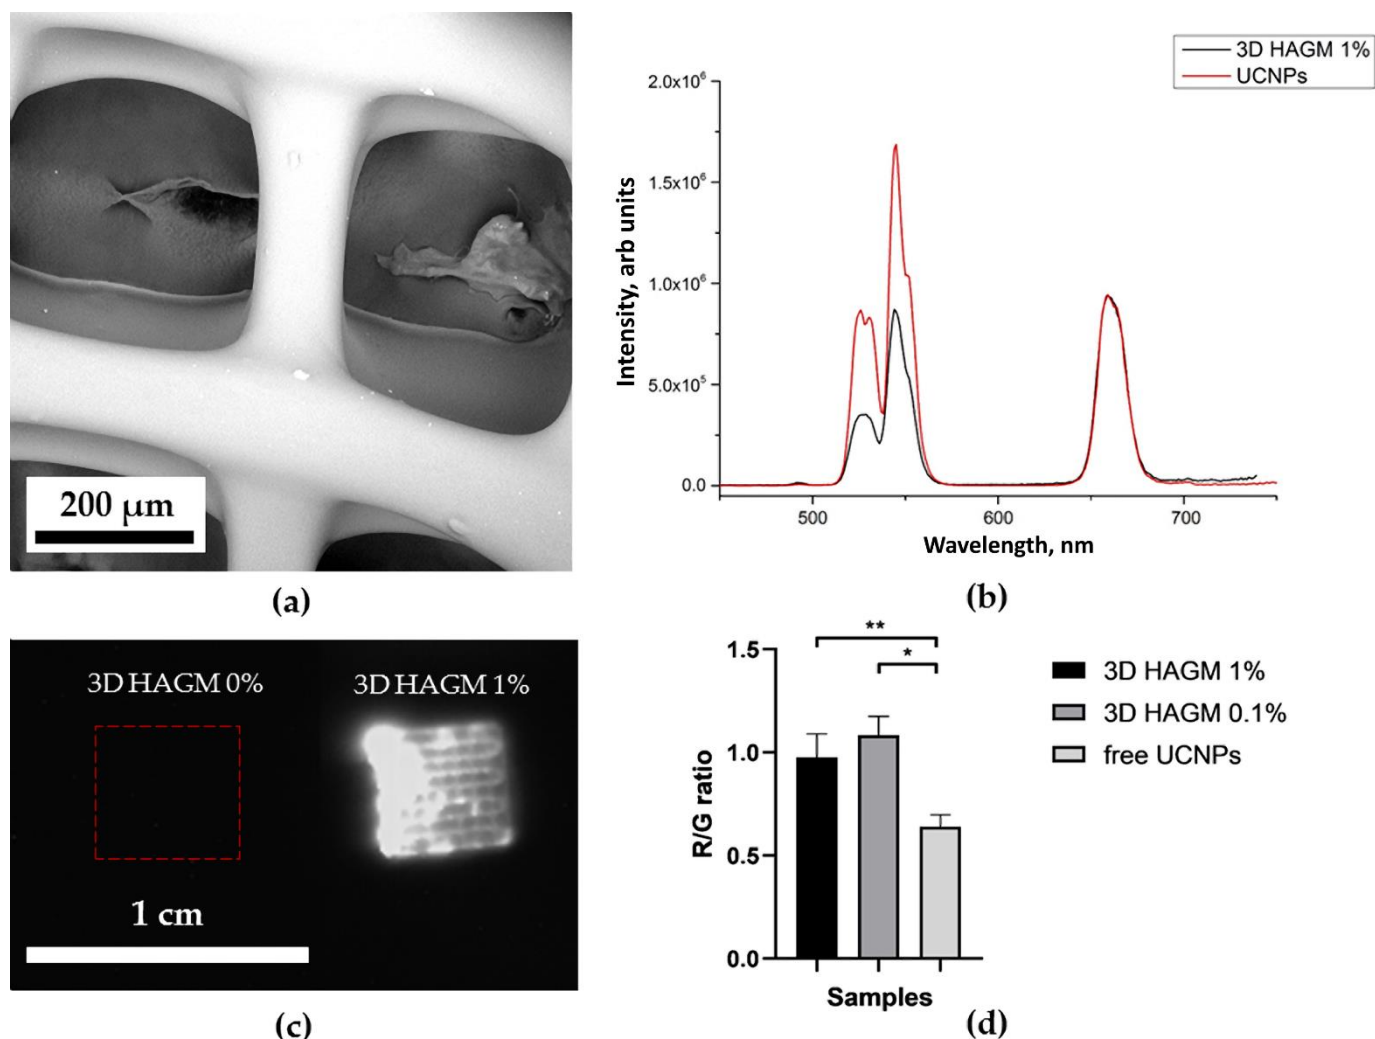 200 µm
(a)
3D HAGM 1%
UCNPs
2.0x10⁶
1.5x10⁶
1.0x10⁶
5.0x10⁵
0.0
500
600
700
Intensity, arb units
Wavelength, nm
(b)
3D HAGM 0%
3D HAGM 1%
1 cm
(c)
**
*
1.5
1.0
0.5
0.0
R/G ratio
Samples
3D HAGM 1%
3D HAGM 0.1%
free UCNPs
(d)